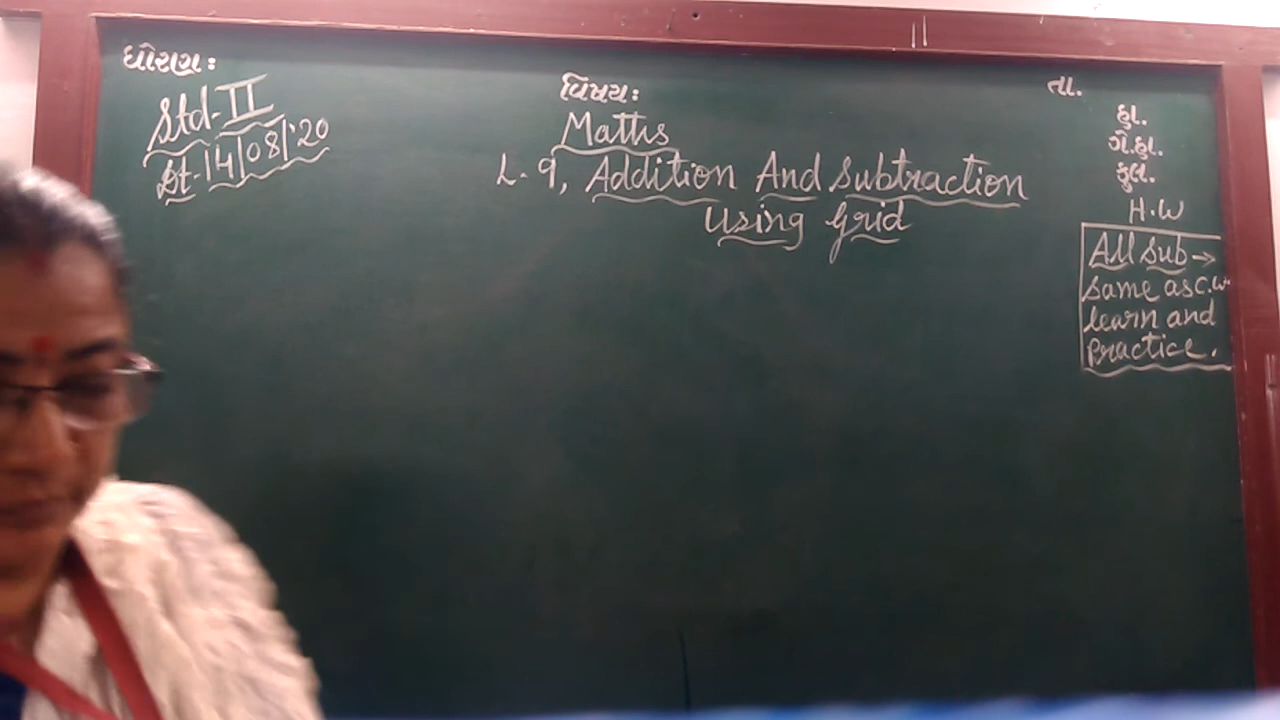 ધોરણ:
Std-II
Dt-14/08/'20
વિષય:
Maths
L-9, Addition And Subtraction
Using Grid
તા.
હા.
ગે.હા.
કુલ.
H.W
All Sub→
Same as C.W.
learn and
Practice.